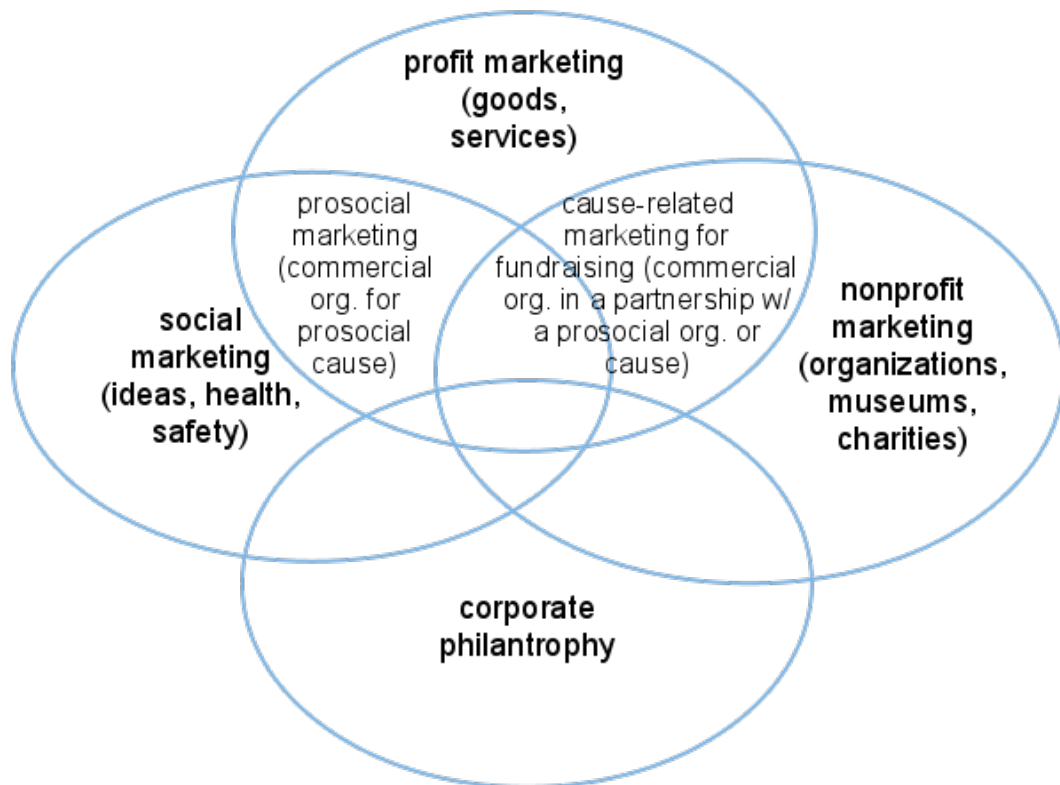 profit marketing
(goods,
services)
prosocial
marketing
(commercial
org. for
prosocial
cause)
cause-related
marketing for
fundraising (commercial
org. in a partnership w/
a prosocial org. or
cause)
social
marketing
(ideas, health,
safety)
nonprofit
marketing
(organizations,
museums,
charities)
corporate
philantrophy